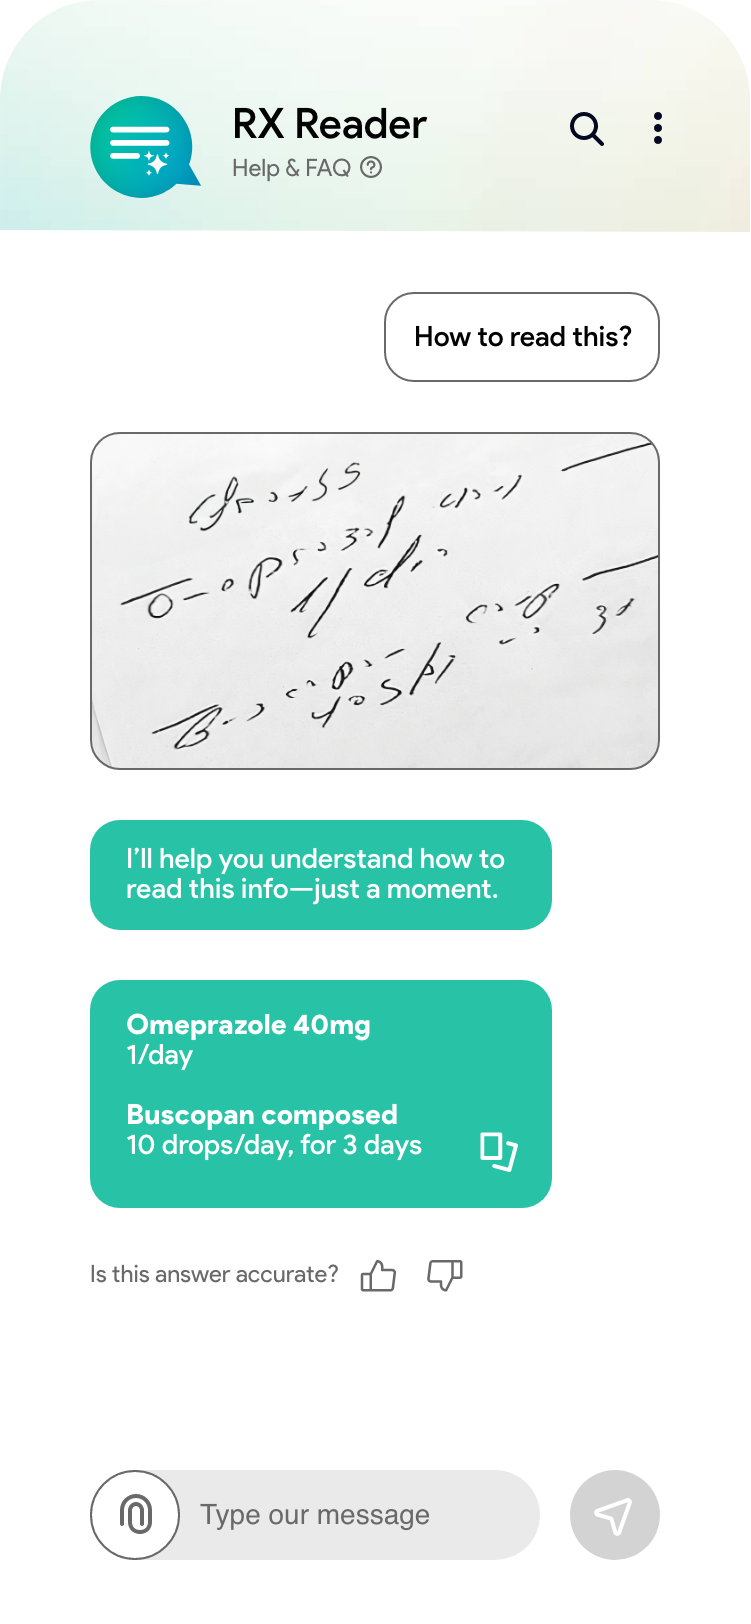 RX Reader
Help & FAQ
How to read this?
I’ll help you understand how to
read this info—just a moment.
Omeprazole 40mg
1/day
Buscopan composed
10 drops/day, for 3 days
Is this answer accurate?
Type our message